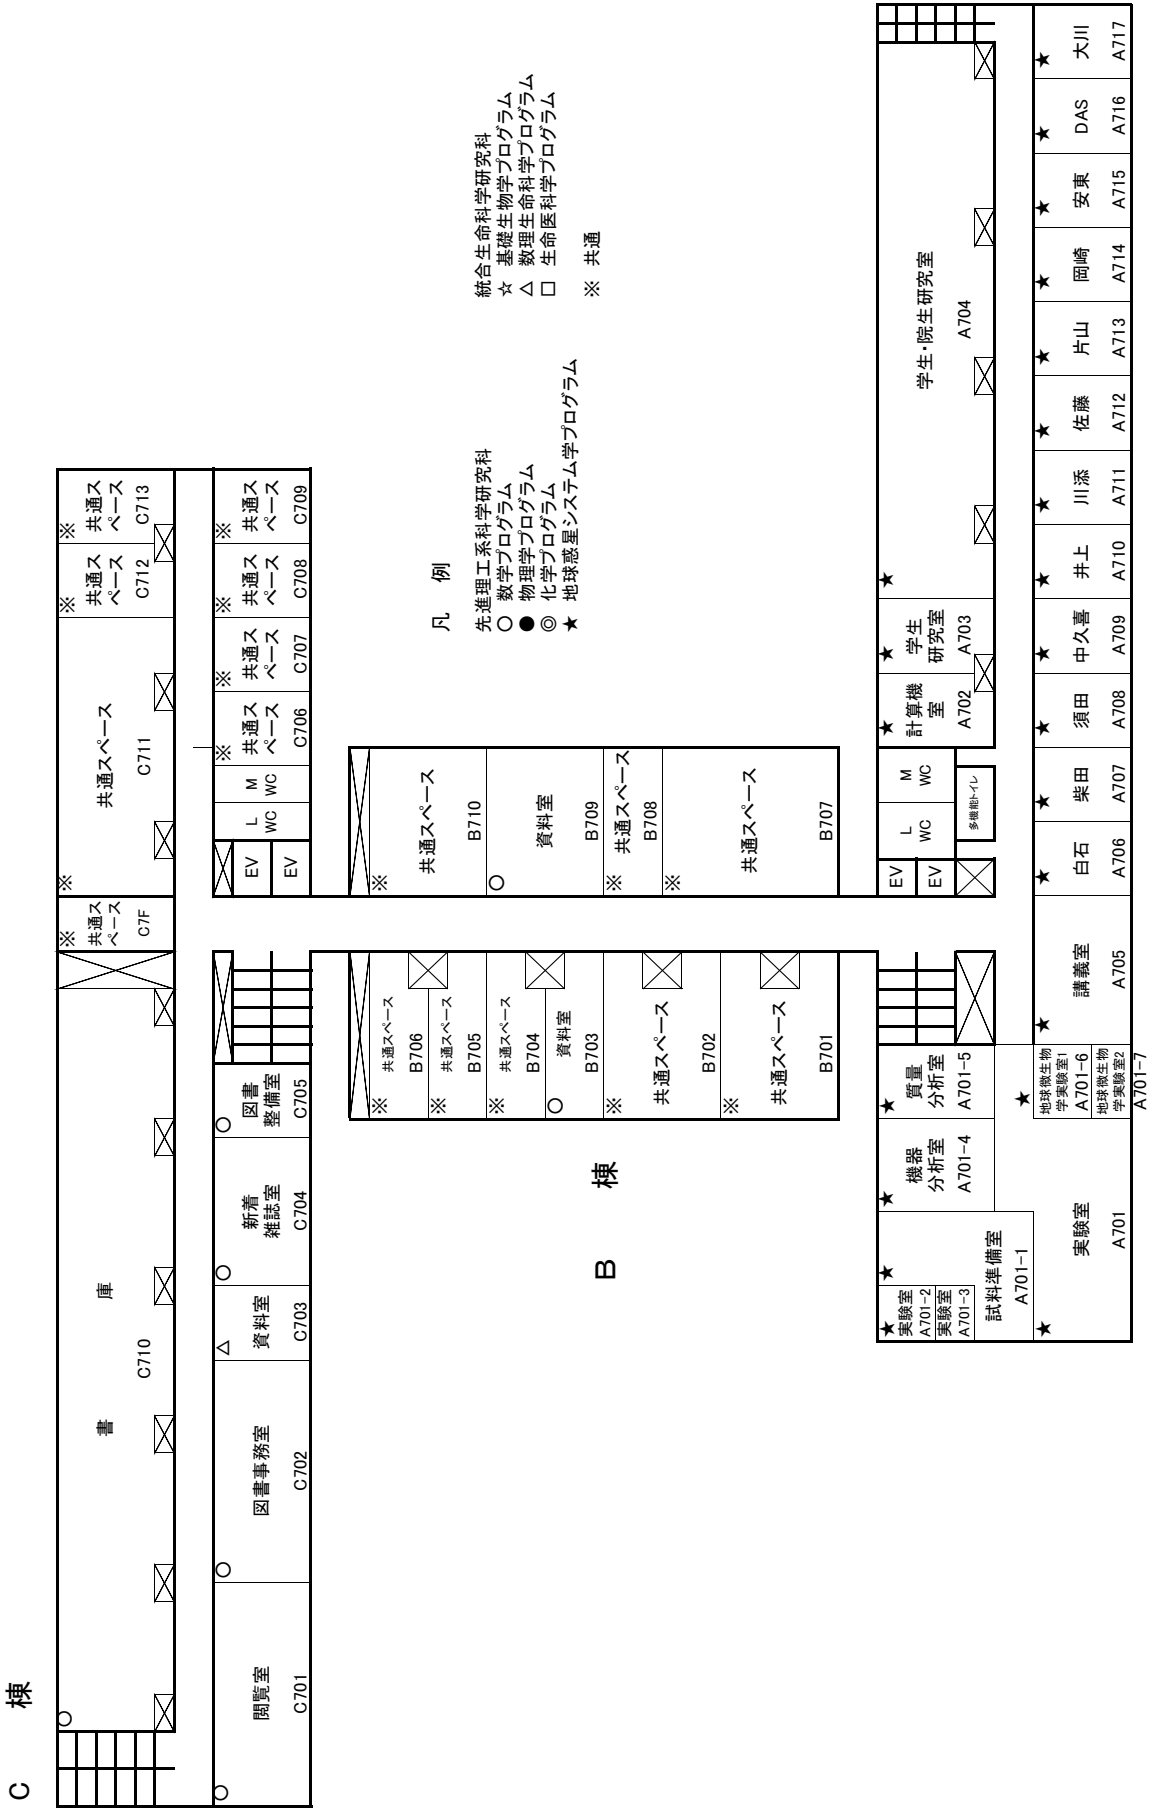 C 棟
書 庫
C710
共通ス
ペース
C7F
※
共通スペース
C711
※
共通ス
ペース
C712
※
共通ス
ペース
C713
※
○
○
閲覧室
C701
○
図書事務室
C702
△
資料室
C703
○
新着
雑誌室
C704
○
図書
整備室
C705
EV
EV
L
WC
M
WC
※
共通ス
ペース
C706
※
共通ス
ペース
C707
※
共通ス
ペース
C708
※
共通ス
ペース
C709
B 棟
※
共通スペース
B706
※
共通スペース
B705
※
共通スペース
B704
○
資料室
B703
※
共通スペース
B702
※
共通スペース
B701
※
共通スペース
B710
○
資料室
B709
※
共通スペース
B708
※
共通スペース
B707
凡 例
先進理工系科学研究科
○ 数学プログラム
● 物理学プログラム
◎ 化学プログラム
★ 地球惑星システム学プログラム
統合生命科学研究科
☆ 基礎生物学プログラム
△ 数理生命科学プログラム
□ 生命医科学プログラム
※ 共通
★
実験室
A701-2
実験室
A701-3
★
試料準備室
A701-1
★
機器
分析室
A701-4
★
質量
分析室
A701-5
EV
EV
L
WC
M
WC
多機能トイレ
★
計算機
室
A702
★
学生
研究室
A703
★
学生・院生研究室
A704
★
実験室
A701
★
地球微生物
学実験室1
A701-6
地球微生物
学実験室2
A701-7
★
講義室
A705
★
白石
A706
★
柴田
A707
★
須田
A708
★
中久喜
A709
★
井上
A710
★
川添
A711
★
佐藤
A712
★
片山
A713
★
岡崎
A714
★
安東
A715
★
DAS
A716
★
大川
A717